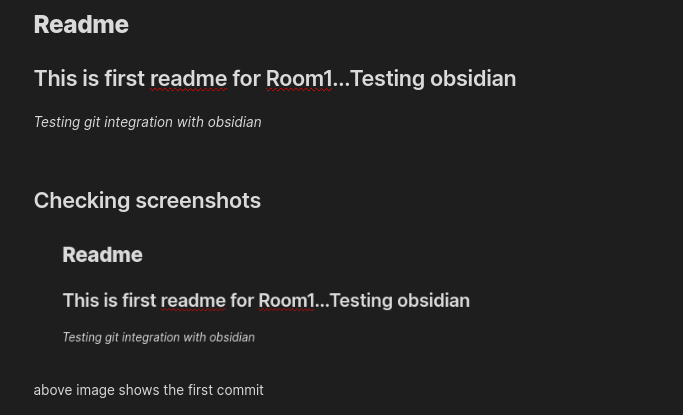 Readme
This is first readme for Room1...Testing obsidian
Testing git integration with obsidian
Checking screenshots
Readme
This is first readme for Room1...Testing obsidian
Testing git integration with obsidian
above image shows the first commit